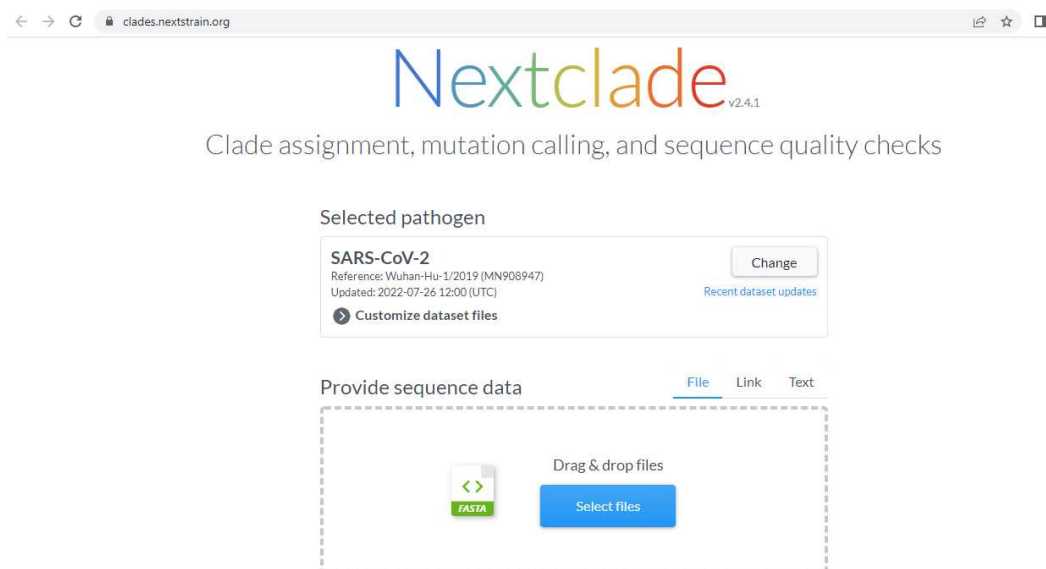 clades.nextstrain.org
Nextclade v2.4.1
Clade assignment, mutation calling, and sequence quality checks
Selected pathogen
SARS-CoV-2
Change
Reference: Wuhan-Hu-1/2019 (MN908947)
Updated: 2022-07-26 12:00 (UTC)
Recent dataset updates
Customize dataset files
Provide sequence data
File Link Text
Drag & drop files
<>
FASTA
Select files